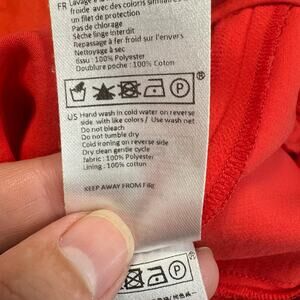 FR Lavage à
froide avec des colors similaires
un filet de protection
Pas de chlorage
Sèche linge interdit
Repassage à fer froid sur l'envers
Nettoyage à sec
tissu : 100% Polyester
Doublure poche : 100% Coton
P
®
US Hand wash in cold water on reverse
side with like colors / Use wash net
Do not bleach
Do not tumble dry
Cold ironing on reverse side
Dry clean gentle cycle
Fabric : 100% Polyester
Lining : 100% cotton
KEEP AWAY FROM
P
®